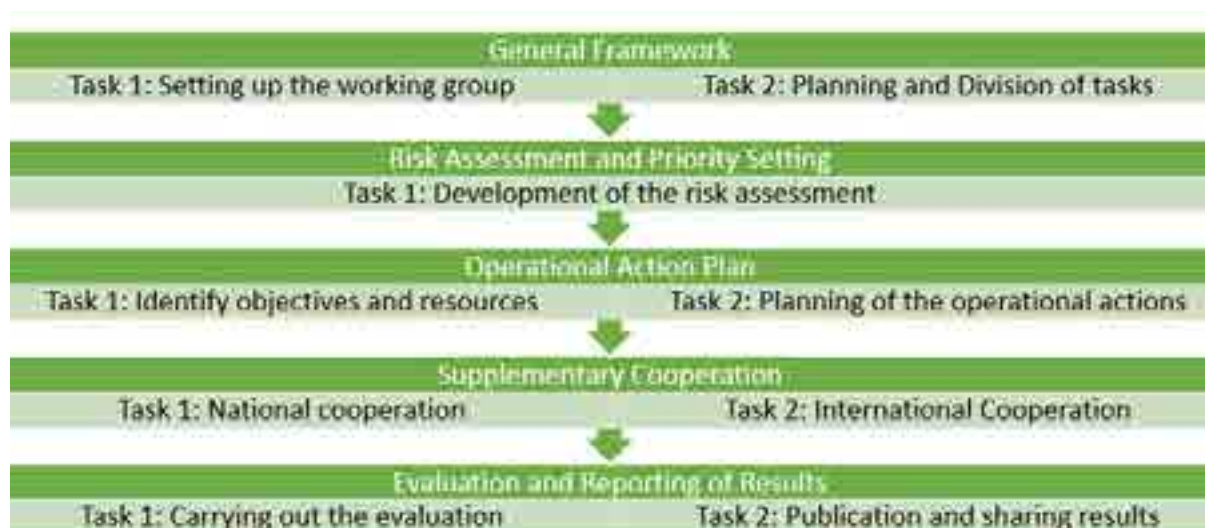 General Framework
Task 1: Setting up the working group Task 2: Planning and Division of tasks
Risk Assessment and Priority Setting
Task 1: Development of the risk assessment
Operational Action Plan
Task 1: Identify objectives and resources Task 2: Planning of the operational actions
Supplementary Cooperation
Task 1: National cooperation Task 2: International Cooperation
Evaluation and Reporting of Results
Task 1: Carrying out the evaluation Task 2: Publication and sharing results